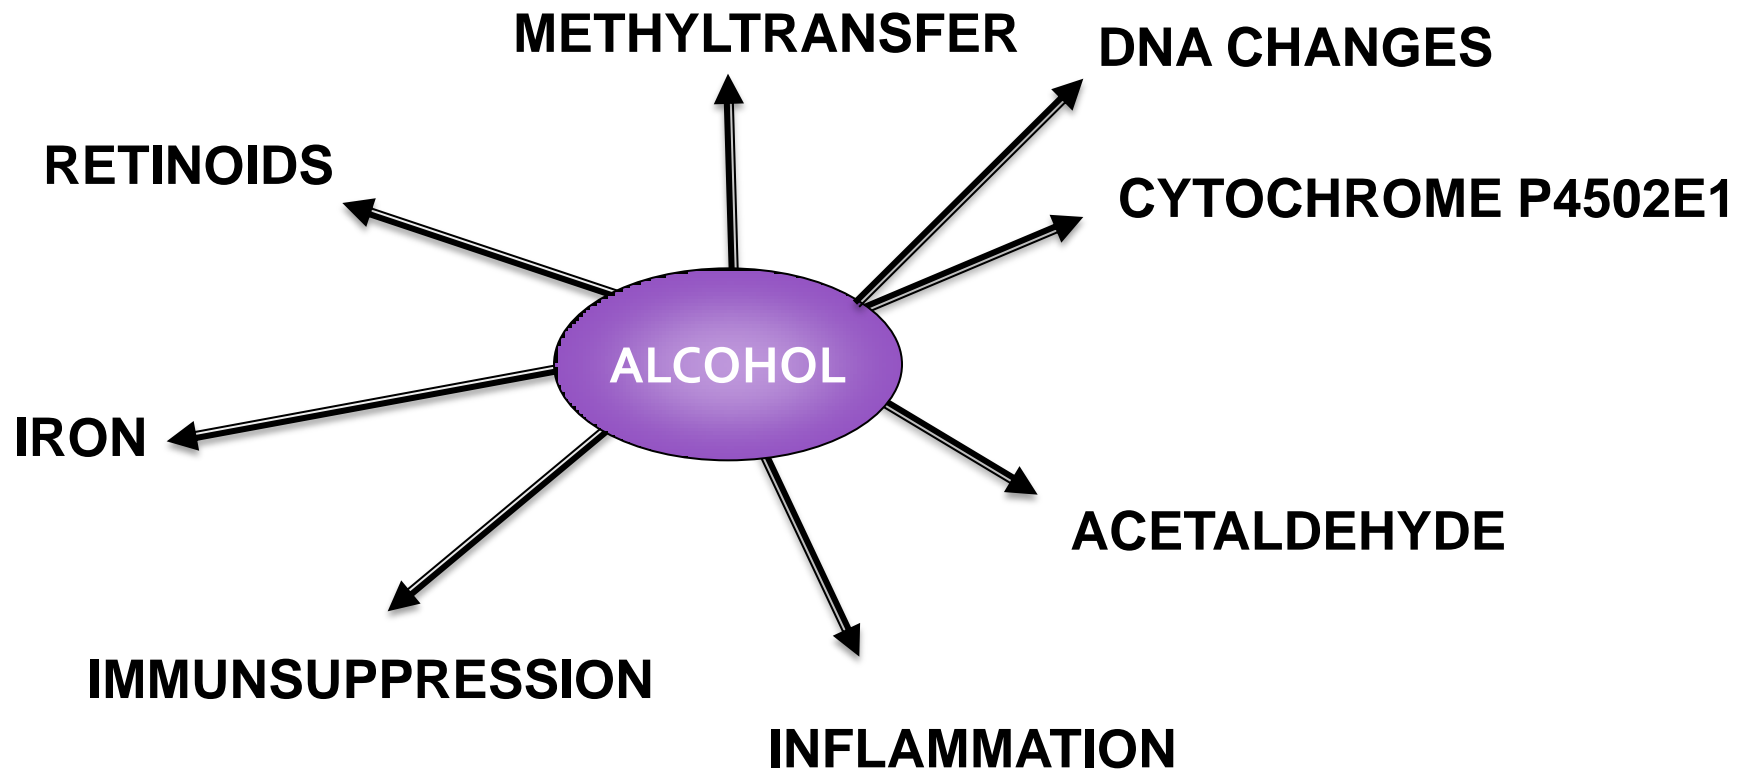 METHYLTRANSFER
DNA CHANGES
RETINOIDS
CYTOCHROME P4502E1
ALCOHOL
IRON
ACETALDEHYDE
IMMUNSUPPRESSION
INFLAMMATION